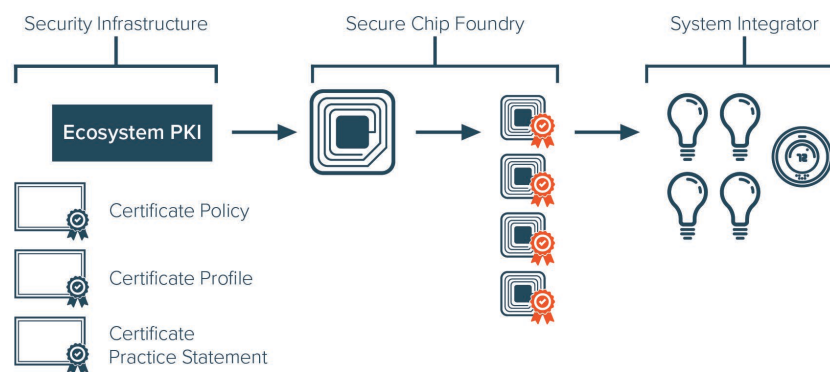 Security Infrastructure
Secure Chip Foundry
System Integrator
Ecosystem PKI
Certificate Policy
Certificate Profile
Certificate
Practice Statement